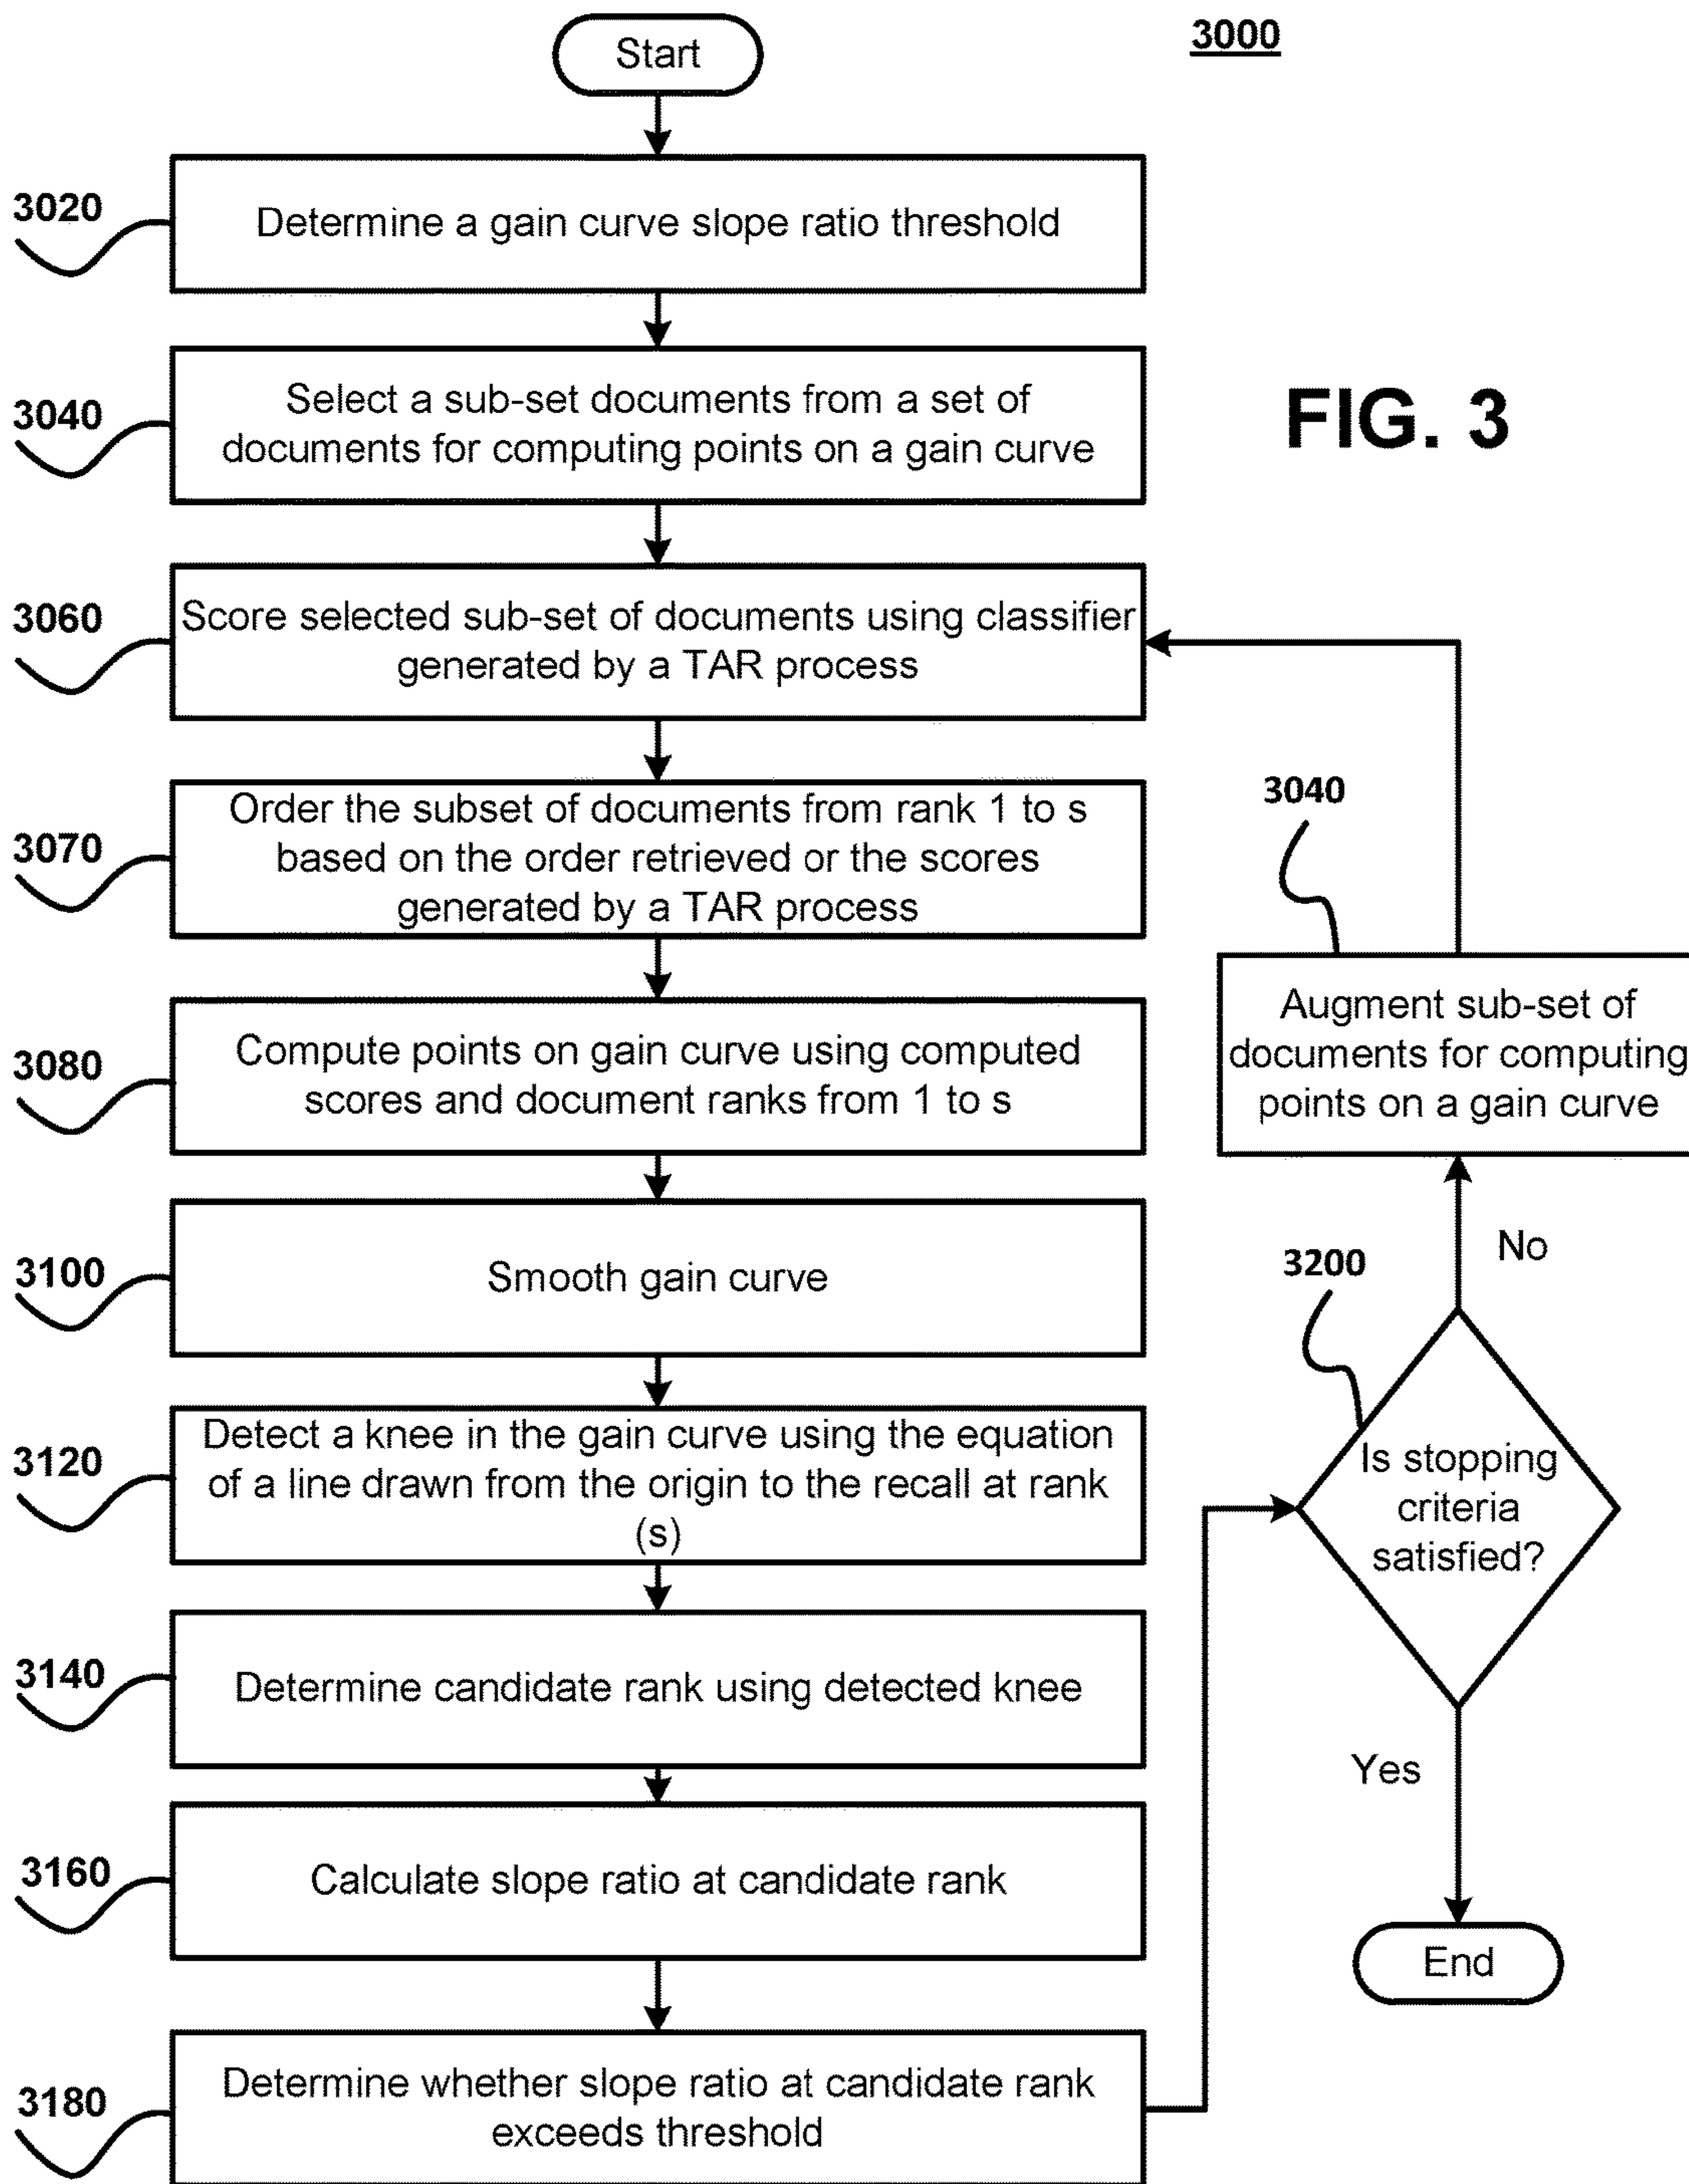 Start
3000
3020
Determine a gain curve slope ratio threshold
3040
Select a sub-set documents from a set of
documents for computing points on a gain curve
FIG. 3
3060
Score selected sub-set of documents using classifier
generated by a TAR process
3070
Order the subset of documents from rank 1 to s
based on the order retrieved or the scores
generated by a TAR process
3080
Compute points on gain curve using computed
scores and document ranks from 1 to s
3100
Smooth gain curve
3120
Detect a knee in the gain curve using the equation
of a line drawn from the origin to the recall at rank
(s)
3140
Determine candidate rank using detected knee
3160
Calculate slope ratio at candidate rank
3180
Determine whether slope ratio at candidate rank
exceeds threshold
3040
Augment sub-set of
documents for computing
points on a gain curve
No
3200
Is stopping
criteria
satisfied?
Yes
End